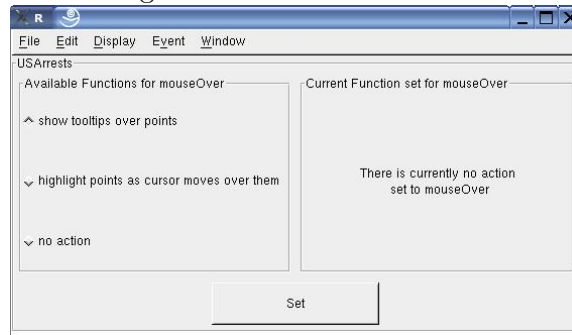 R
File Edit Display Event Window
USArrests
Available Functions for mouseOver
show tooltips over points
highlight points as cursor moves over them
no action
Current Function set for mouseOver
There is currently no action
set to mouseOver
Set